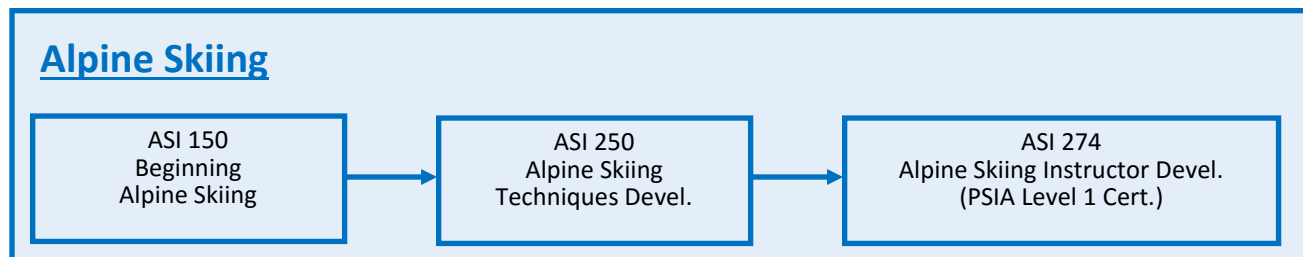 Alpine Skiing
ASI 150
Beginning
Alpine Skiing
ASI 250
Alpine Skiing
Techniques Devel.
ASI 274
Alpine Skiing Instructor Devel.
(PSIA Level 1 Cert.)